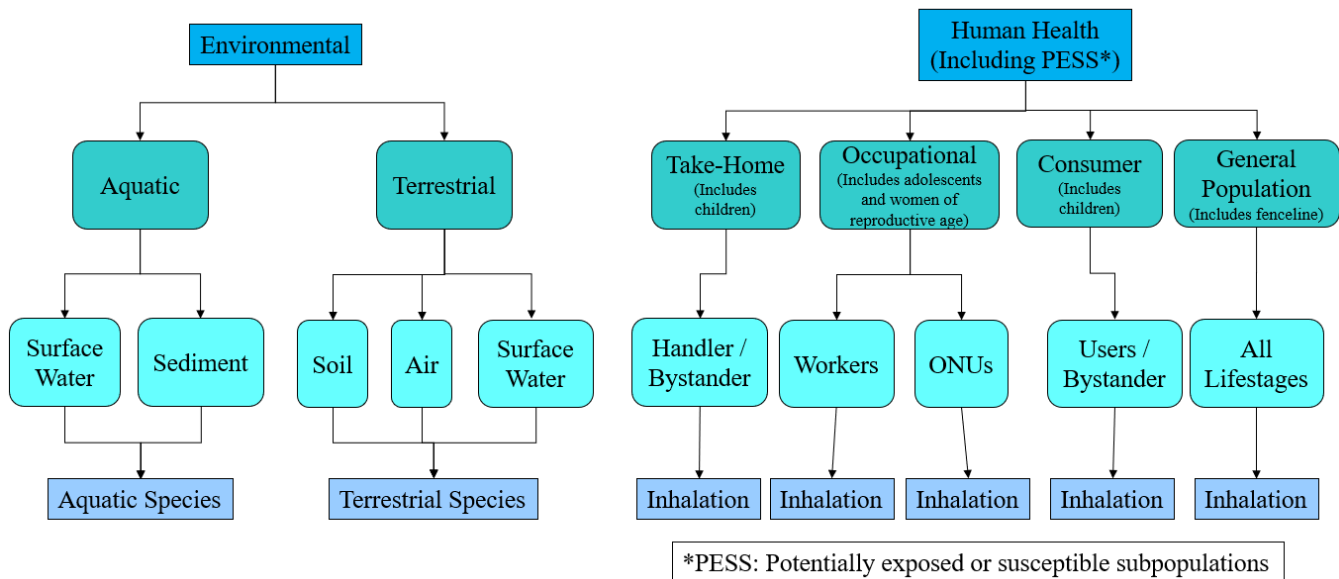 Environmental
Human Health
(Including PESS*)
Aquatic
Terrestrial
Take-Home
(Includes
children)
Occupational
(Includes adolescents
and women of
reproductive age)
Consumer
(Includes
children)
General
Population
(Includes fenceline)
Surface
Water
Sediment
Soil
Air
Surface
Water
Handler /
Bystander
Workers
ONUs
Users /
Bystander
All
Lifestages
Aquatic Species
Terrestrial Species
Inhalation
Inhalation
Inhalation
Inhalation
Inhalation
*PESS: Potentially exposed or susceptible subpopulations